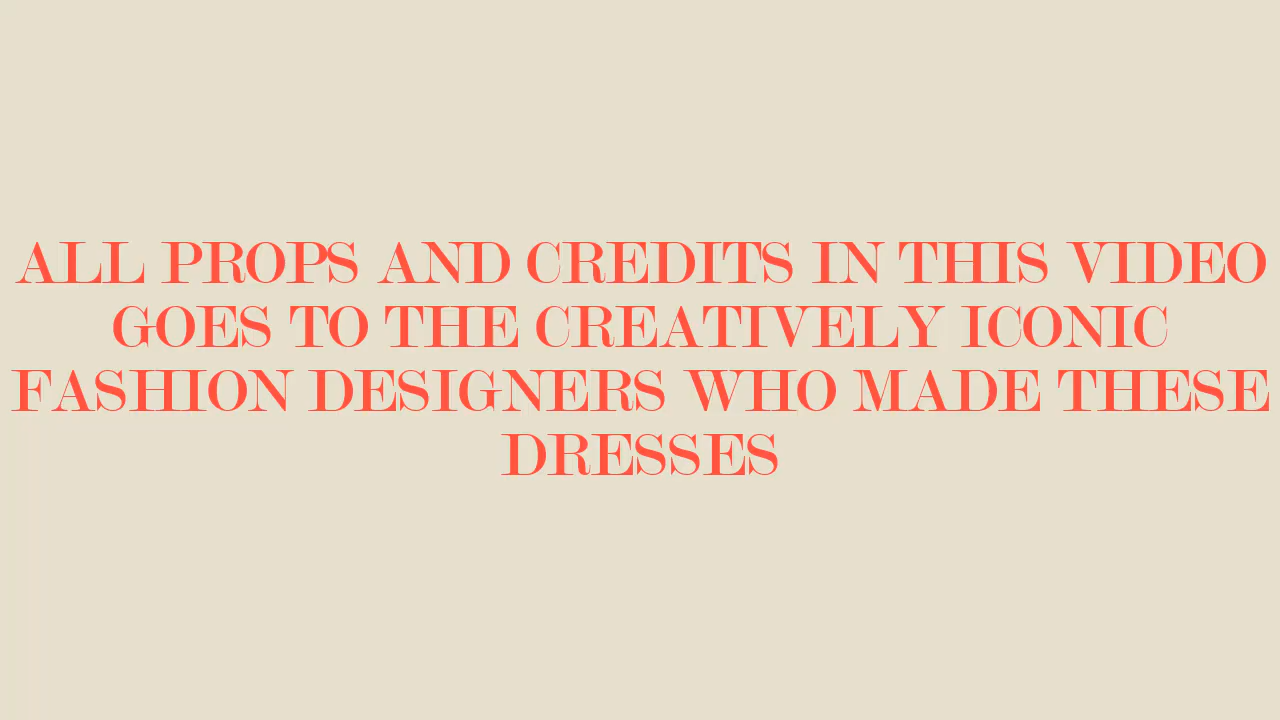 ALL PROPS AND CREDITS IN THIS VIDEO
GOES TO THE CREATIVELY ICONIC
FASHION DESIGNERS WHO MADE THESE
DRESSES